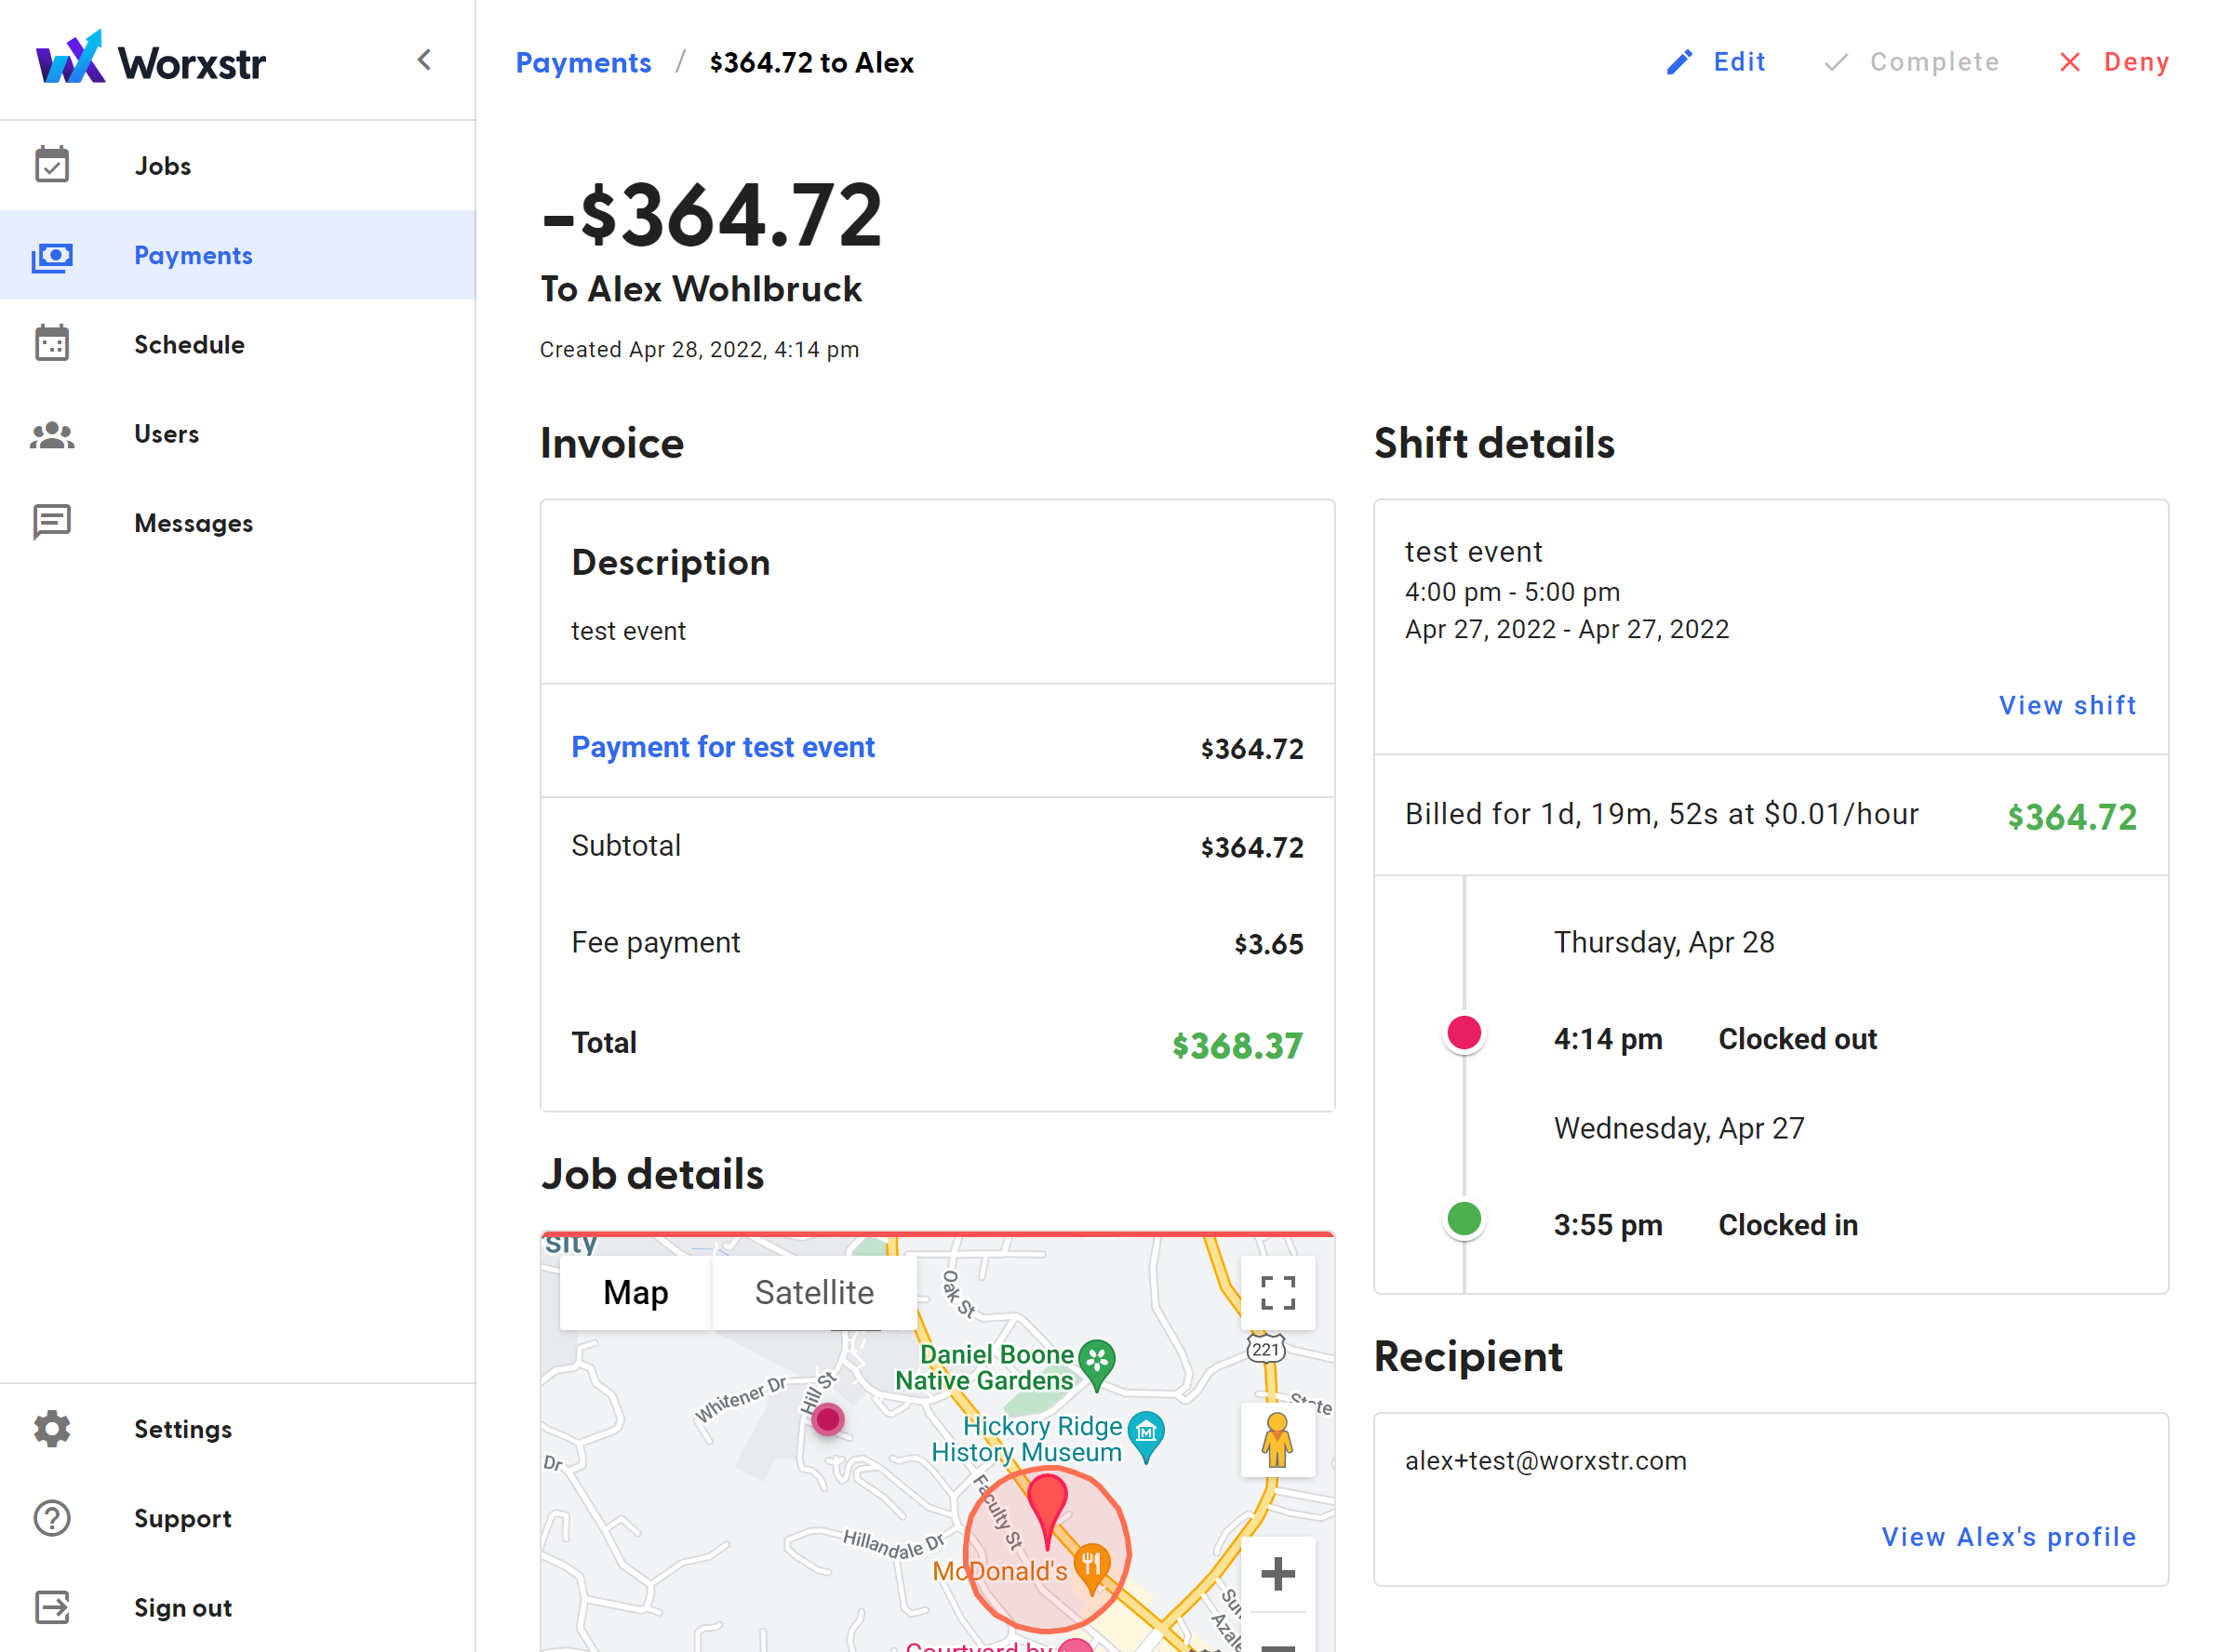 Worxstr
Jobs
Payments
Schedule
Users
Messages
Settings
Support
Sign out
Payments / $364.72 to Alex
Edit
Complete
Deny
-$364.72
To Alex Wohlbruck
Created Apr 28, 2022, 4:14 pm
Invoice
Description
test event
Payment for test event $364.72
Subtotal $364.72
Fee payment $3.65
Total $368.37
Job details
sity
Map
Satellite
Oak St
221
Daniel Boone
Native Gardens
State
Whitener Dr
Hill St
Hickory Ridge
History Museum
Dr
Faculty St
Hillandale Dr
McDonald's
Courtyard by
Shift details
test event
4:00 pm - 5:00 pm
Apr 27, 2022 - Apr 27, 2022
View shift
Billed for 1d, 19m, 52s at $0.01/hour $364.72
Thursday, Apr 28
4:14 pm Clocked out
Wednesday, Apr 27
3:55 pm Clocked in
Recipient
alex+test@worxstr.com
View Alex's profile